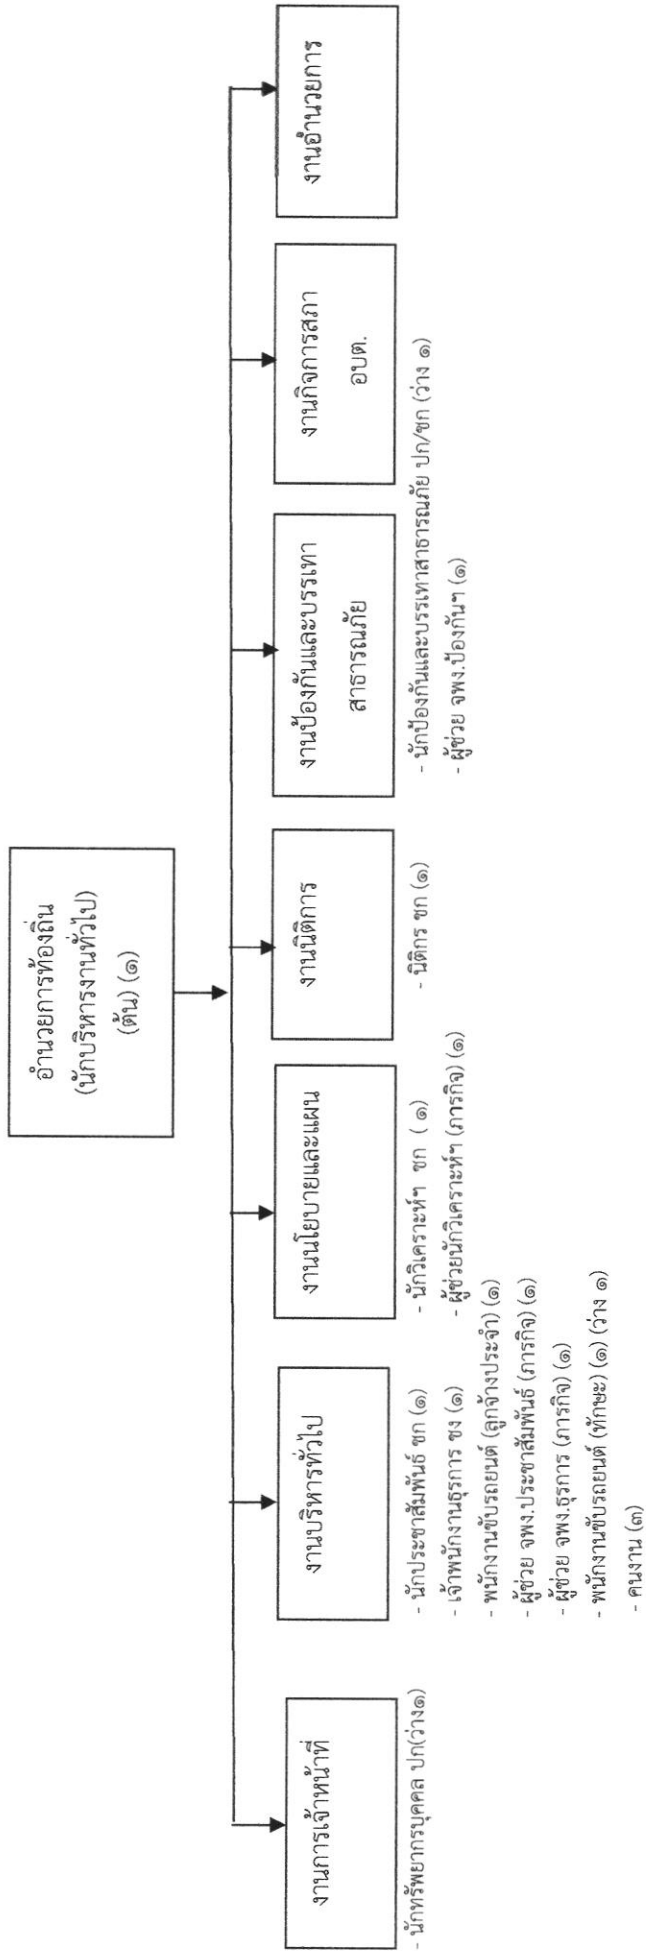 อำนวยการท้องถิ่น
(นักบริหารงานทั่วไป)
(ต้น) (๑)
งานการเจ้าหน้าที่
- นักทรัพยากรบุคคล ปก(ว่าง๑)
งานบริหารทั่วไป
- นักประชาสัมพันธ์ ชก (๑)
- เจ้าพนักงานธุรการ ชง (๑)
- พนักงานขับรถยนต์ (ลูกจ้างประจำ) (๑)
- ผู้ช่วย จพง.ประชาสัมพันธ์ (ภารกิจ) (๑)
- ผู้ช่วย จพง.ธุรการ (ภารกิจ) (๑)
- พนักงานขับรถยนต์ (ทักษะ) (๑) (ว่าง ๑)
- คนงาน (๓)
งานนโยบายและแผน
- นักวิเคราะห์ฯ ชก ( ๑)
- ผู้ช่วยนักวิเคราะห์ฯ (ภารกิจ) (๑)
งานนิติการ
- นิติกร ชก (๑)
งานป้องกันและบรรเทา
สาธารณภัย
- นักป้องกันและบรรเทาสาธารณภัย ปก/ชก (ว่าง ๑)
- ผู้ช่วย จพง.ป้องกันฯ (๑)
งานกิจการสภา
อบต.
งานอำนวยการ